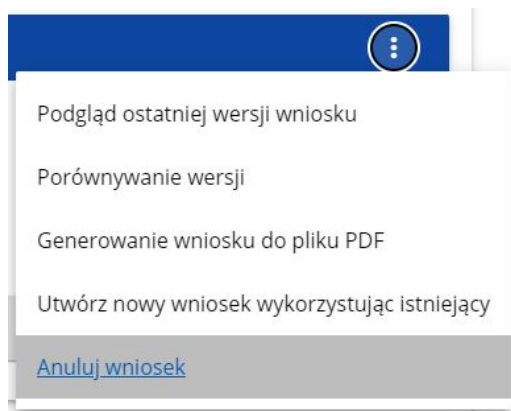 Podgląd ostatniej wersji wniosku
Porównywanie wersji
Generowanie wniosku do pliku PDF
Utwórz nowy wniosek wykorzystując istniejący
Anuluj wniosek